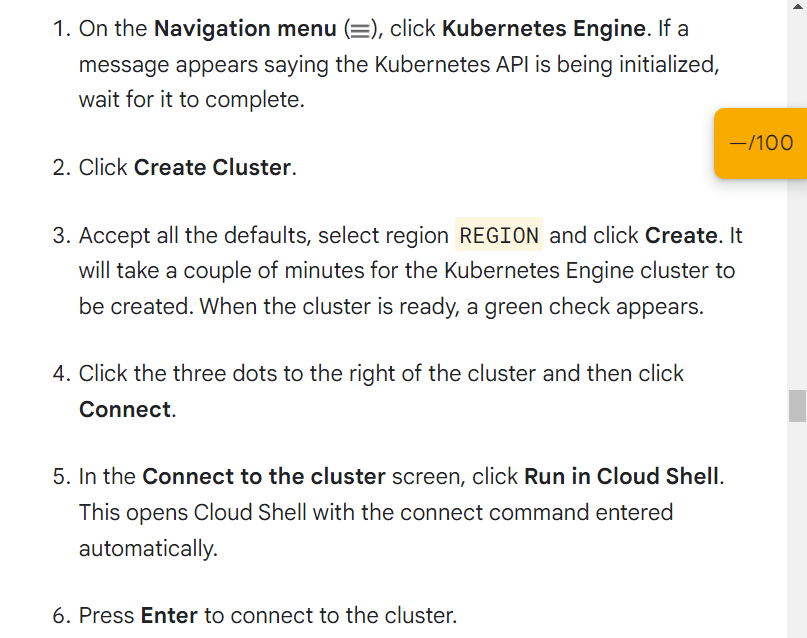 1. On the Navigation menu (≡), click Kubernetes Engine. If a
message appears saying the Kubernetes API is being initialized,
wait for it to complete.
—/100
2. Click Create Cluster.
3. Accept all the defaults, select region REGION and click Create. It
will take a couple of minutes for the Kubernetes Engine cluster to
be created. When the cluster is ready, a green check appears.
4. Click the three dots to the right of the cluster and then click
Connect.
5. In the Connect to the cluster screen, click Run in Cloud Shell.
This opens Cloud Shell with the connect command entered
automatically.
6. Press Enter to connect to the cluster.